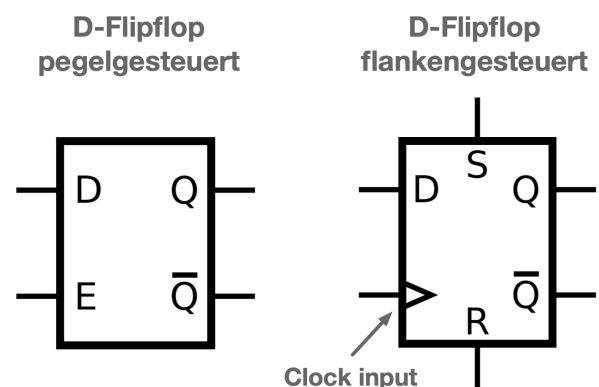 D-Flipflop
pegelgesteuert
D Q
E Q̅
D-Flipflop
flankengesteuert
S
D Q
Q̅
R
Clock input